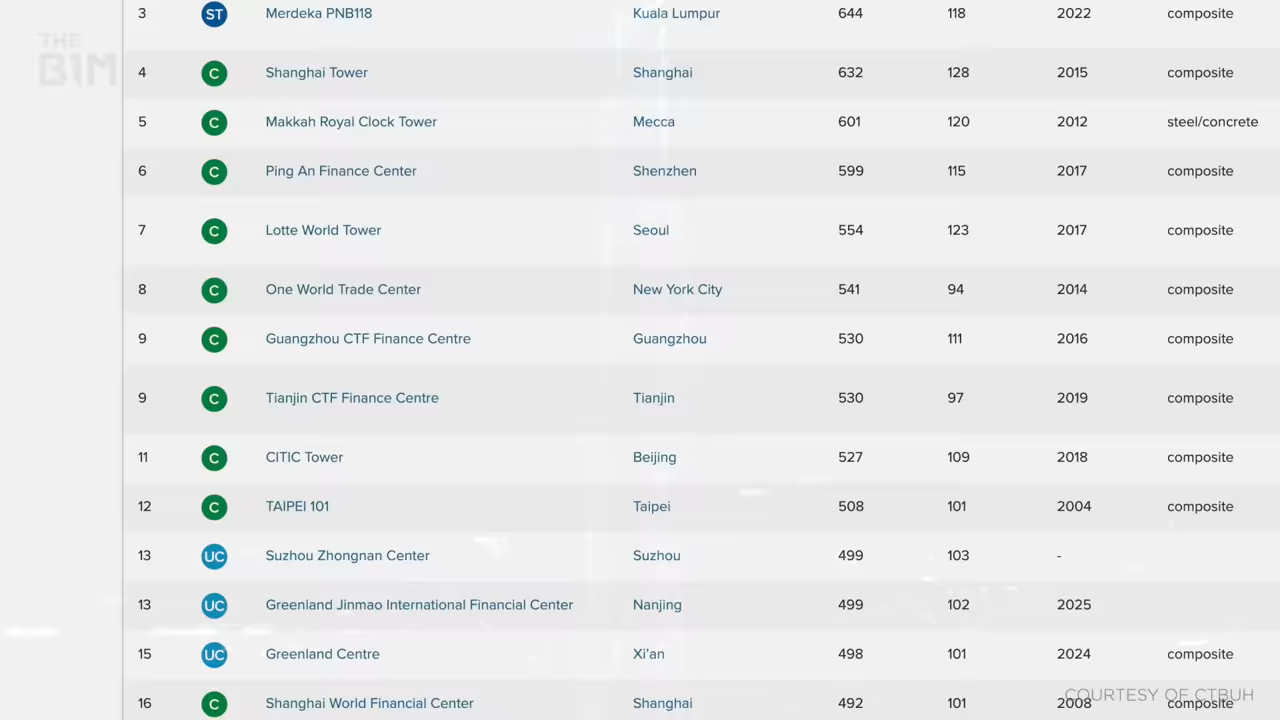 THE
B1M
3 ST Merdeka PNB118 Kuala Lumpur 644 118 2022 composite
4 C Shanghai Tower Shanghai 632 128 2015 composite
5 C Makkah Royal Clock Tower Mecca 601 120 2012 steel/concrete
6 C Ping An Finance Center Shenzhen 599 115 2017 composite
7 C Lotte World Tower Seoul 554 123 2017 composite
8 C One World Trade Center New York City 541 94 2014 composite
9 C Guangzhou CTF Finance Centre Guangzhou 530 111 2016 composite
9 C Tianjin CTF Finance Centre Tianjin 530 97 2019 composite
11 C CITIC Tower Beijing 527 109 2018 composite
12 C TAIPEI 101 Taipei 508 101 2004 composite
13 UC Suzhou Zhongnan Center Suzhou 499 103 -
13 UC Greenland Jinmao International Financial Center Nanjing 499 102 2025
15 UC Greenland Centre Xi'an 498 101 2024 composite
16 C Shanghai World Financial Center Shanghai 492 101 2008 composite
COURTESY OF CTBUH